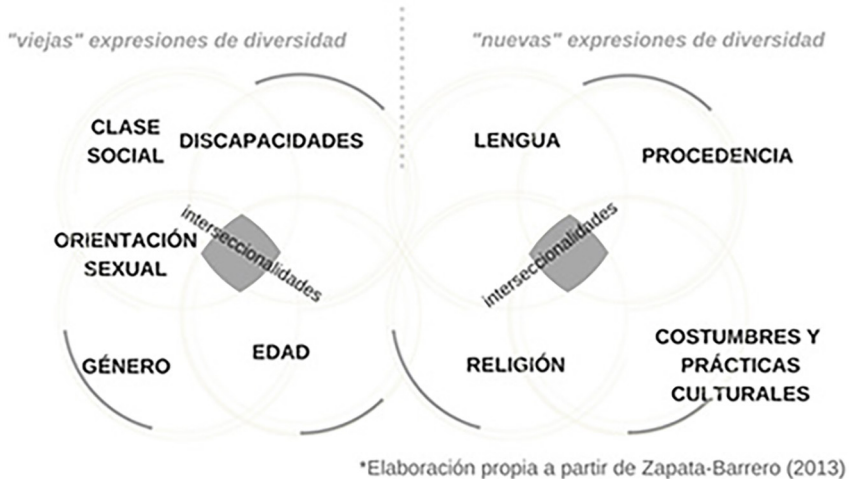 "viejas" expresiones de diversidad
CLASE
SOCIAL
DISCAPACIDADES
ORIENTACIÓN
SEXUAL
interseccionalidades
GÉNERO
EDAD
"nuevas" expresiones de diversidad
LENGUA
PROCEDENCIA
interseccionalidades
RELIGIÓN
COSTUMBRES Y
PRÁCTICAS
CULTURALES
*Elaboración propia a partir de Zapata-Barrero (2013)